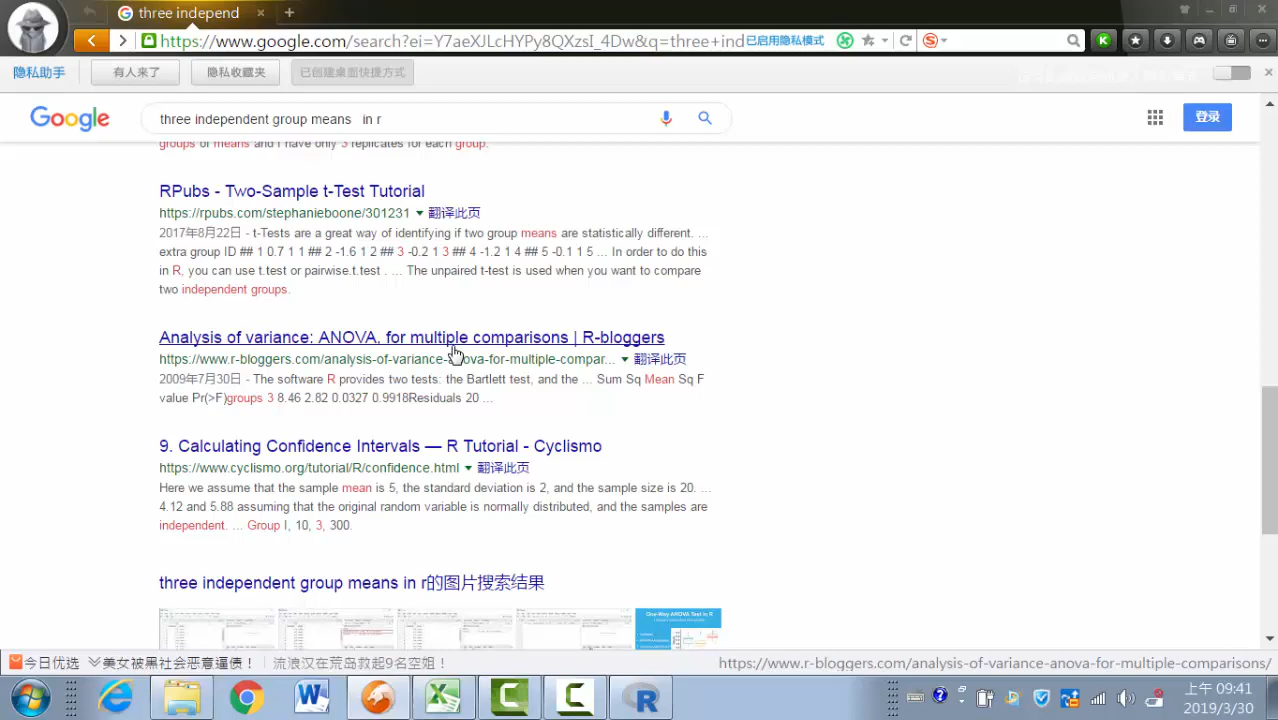 three independ
https://www.google.com/search?ei=Y7aeXJLcHYPy8QXzsI_4Dw&q=three+ind
已启用隐私模式
隐私助手
有人来了
隐私收藏夹
已创建桌面快捷方式
Google
three independent group means in r
登录
groups of means and I have only 3 replicates for each group.
RPubs - Two-Sample t-Test Tutorial
https://rpubs.com/stephanieboone/301231 翻译此页
2017年8月22日 - t-Tests are a great way of identifying if two group means are statistically different. ...
extra group ID ## 1 0.7 1 1 ## 2 -1.6 1 2 ## 3 -0.2 1 3 ## 4 -1.2 1 4 ## 5 -0.1 1 5 ... In order to do this
in R, you can use t.test or pairwise.t.test . ... The unpaired t-test is used when you want to compare
two independent groups.
Analysis of variance: ANOVA, for multiple comparisons | R-bloggers
https://www.r-bloggers.com/analysis-of-variance-anova-for-multiple-compar... 翻译此页
2009年7月30日 - The software R provides two tests: the Bartlett test, and the ... Sum Sq Mean Sq F
value Pr(>F)groups 3 8.46 2.82 0.0327 0.9918Residuals 20 ...
9. Calculating Confidence Intervals — R Tutorial - Cyclismo
https://www.cyclismo.org/tutorial/R/confidence.html 翻译此页
Here we assume that the sample mean is 5, the standard deviation is 2, and the sample size is 20. ...
4.12 and 5.88 assuming that the original random variable is normally distributed, and the samples are
independent. ... Group I, 10, 3, 300.
three independent group means in r的图片搜索结果
One-Way ANOVA Test in R
今日优选
美女被黑社会恶意逼债！
流浪汉在荒岛救起9名空姐！
https://www.r-bloggers.com/analysis-of-variance-anova-for-multiple-comparisons/
上午 09:41
2019/3/30